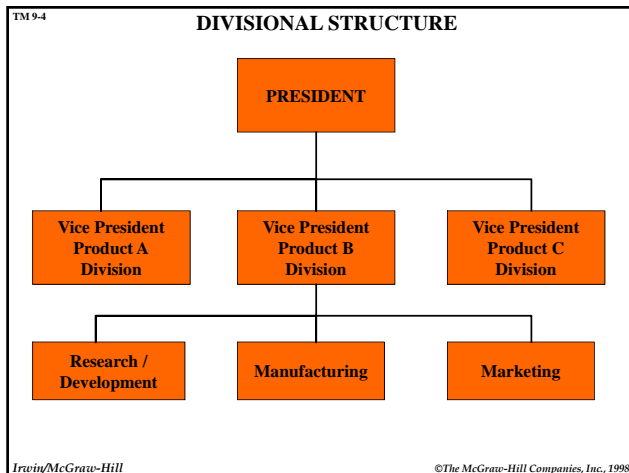 TM 9-4
DIVISIONAL STRUCTURE
PRESIDENT
Vice President
Product A
Division
Vice President
Product B
Division
Vice President
Product C
Division
Research /
Development
Manufacturing
Marketing
Irwin/McGraw-Hill
©The McGraw-Hill Companies, Inc., 1998